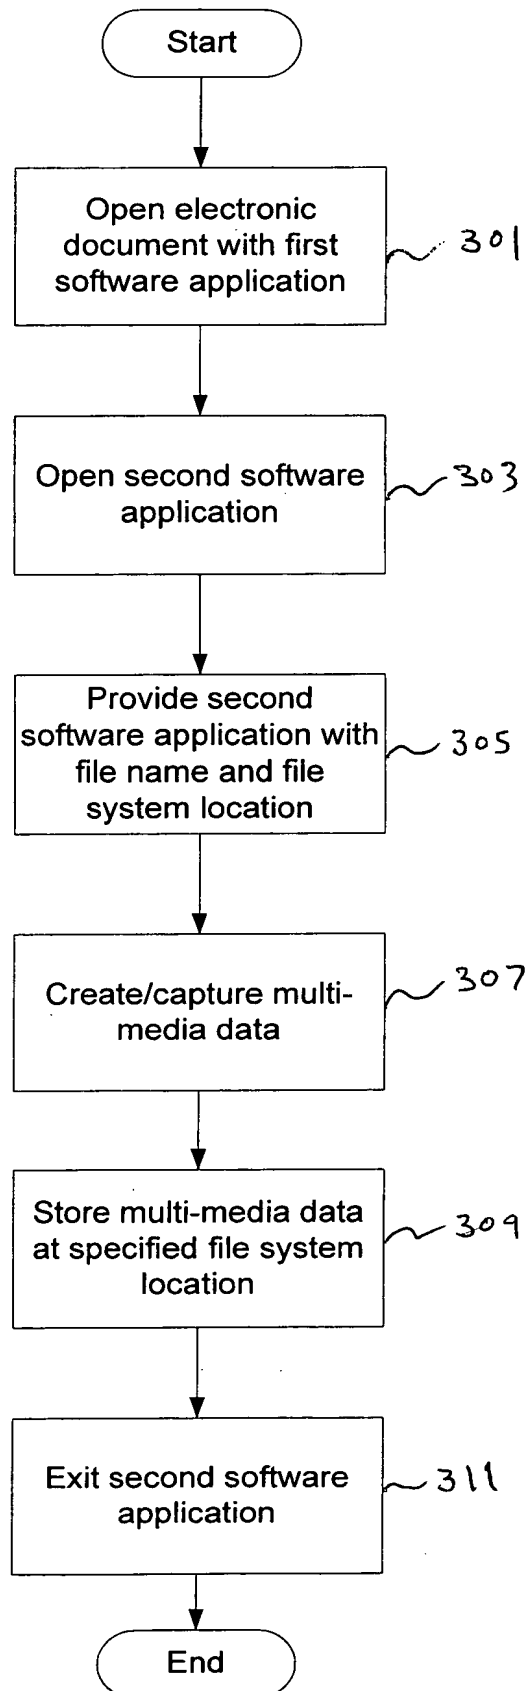 Start
Open electronic
document with first
software application
301
Open second software
application
303
Provide second
software application with
file name and file
system location
305
Create/capture multi-
media data
307
Store multi-media data
at specified file system
location
309
Exit second software
application
311
End